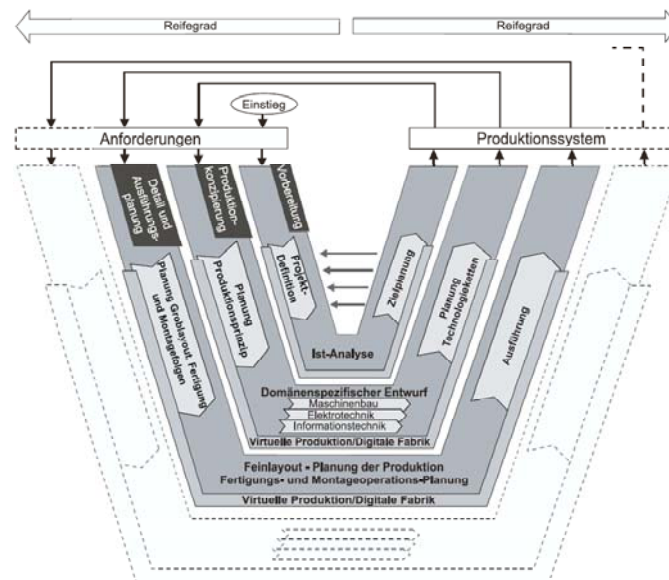 Reifegrad
Reifegrad
Einstieg
Anforderungen
Produktionssystem
Detail und
Ausführungs-
planung
Produktion-
konzipierung
Vorbereitung
Planung Groblayout Fertigung
und Montagefolgen
Planung
Produktionsprinzip
Projekt-
Definition
Zielplanung
Planung
Technologieketten
Ausführung
Ist-Analyse
Domänenspezifischer Entwurf
Maschinenbau
Elektrotechnik
Informationstechnik
Virtuelle Produktion/Digitale Fabrik
Feinlayout - Planung der Produktion
Fertigungs- und Montageoperations-Planung
Virtuelle Produktion/Digitale Fabrik